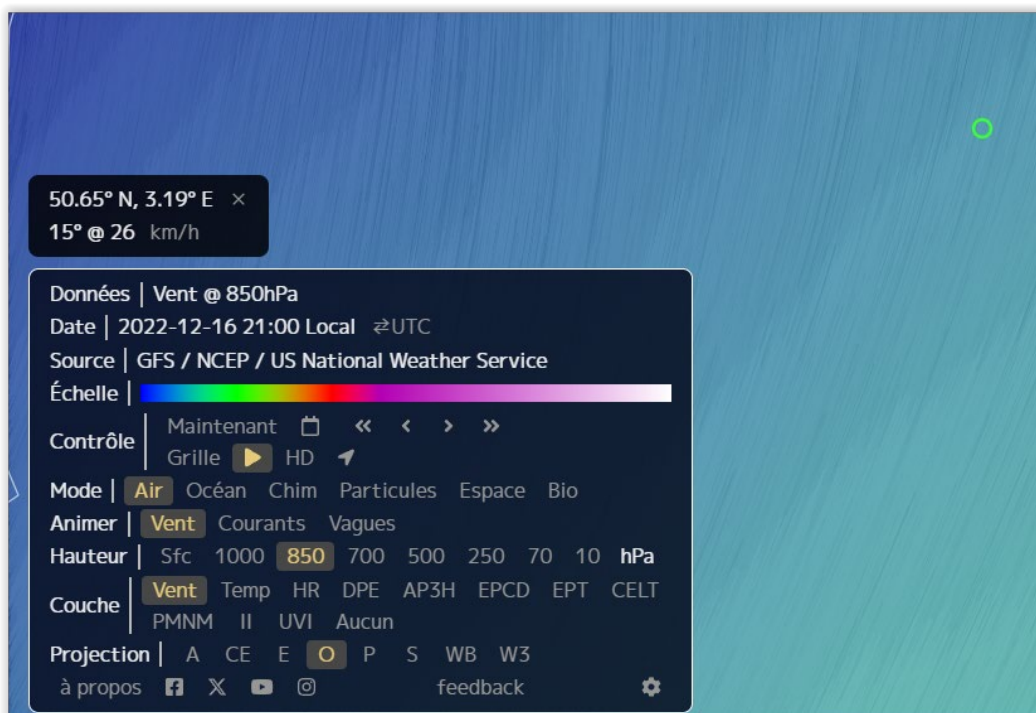 50.65° N, 3.19° E ×
15° @ 26 km/h
Données | Vent @ 850hPa
Date | 2022-12-16 21:00 Local ⇄UTC
Source | GFS / NCEP / US National Weather Service
Échelle |
Contrôle | Maintenant « ‹ › »
Grille HD
Mode | Air Océan Chim Particules Espace Bio
Animer | Vent Courants Vagues
Hauteur | Sfc 1000 850 700 500 250 70 10 hPa
Couche | Vent Temp HR DPE AP3H EPCD EPT CELT
PMNM II UVI Aucun
Projection | A CE E O P S WB W3
à propos feedback